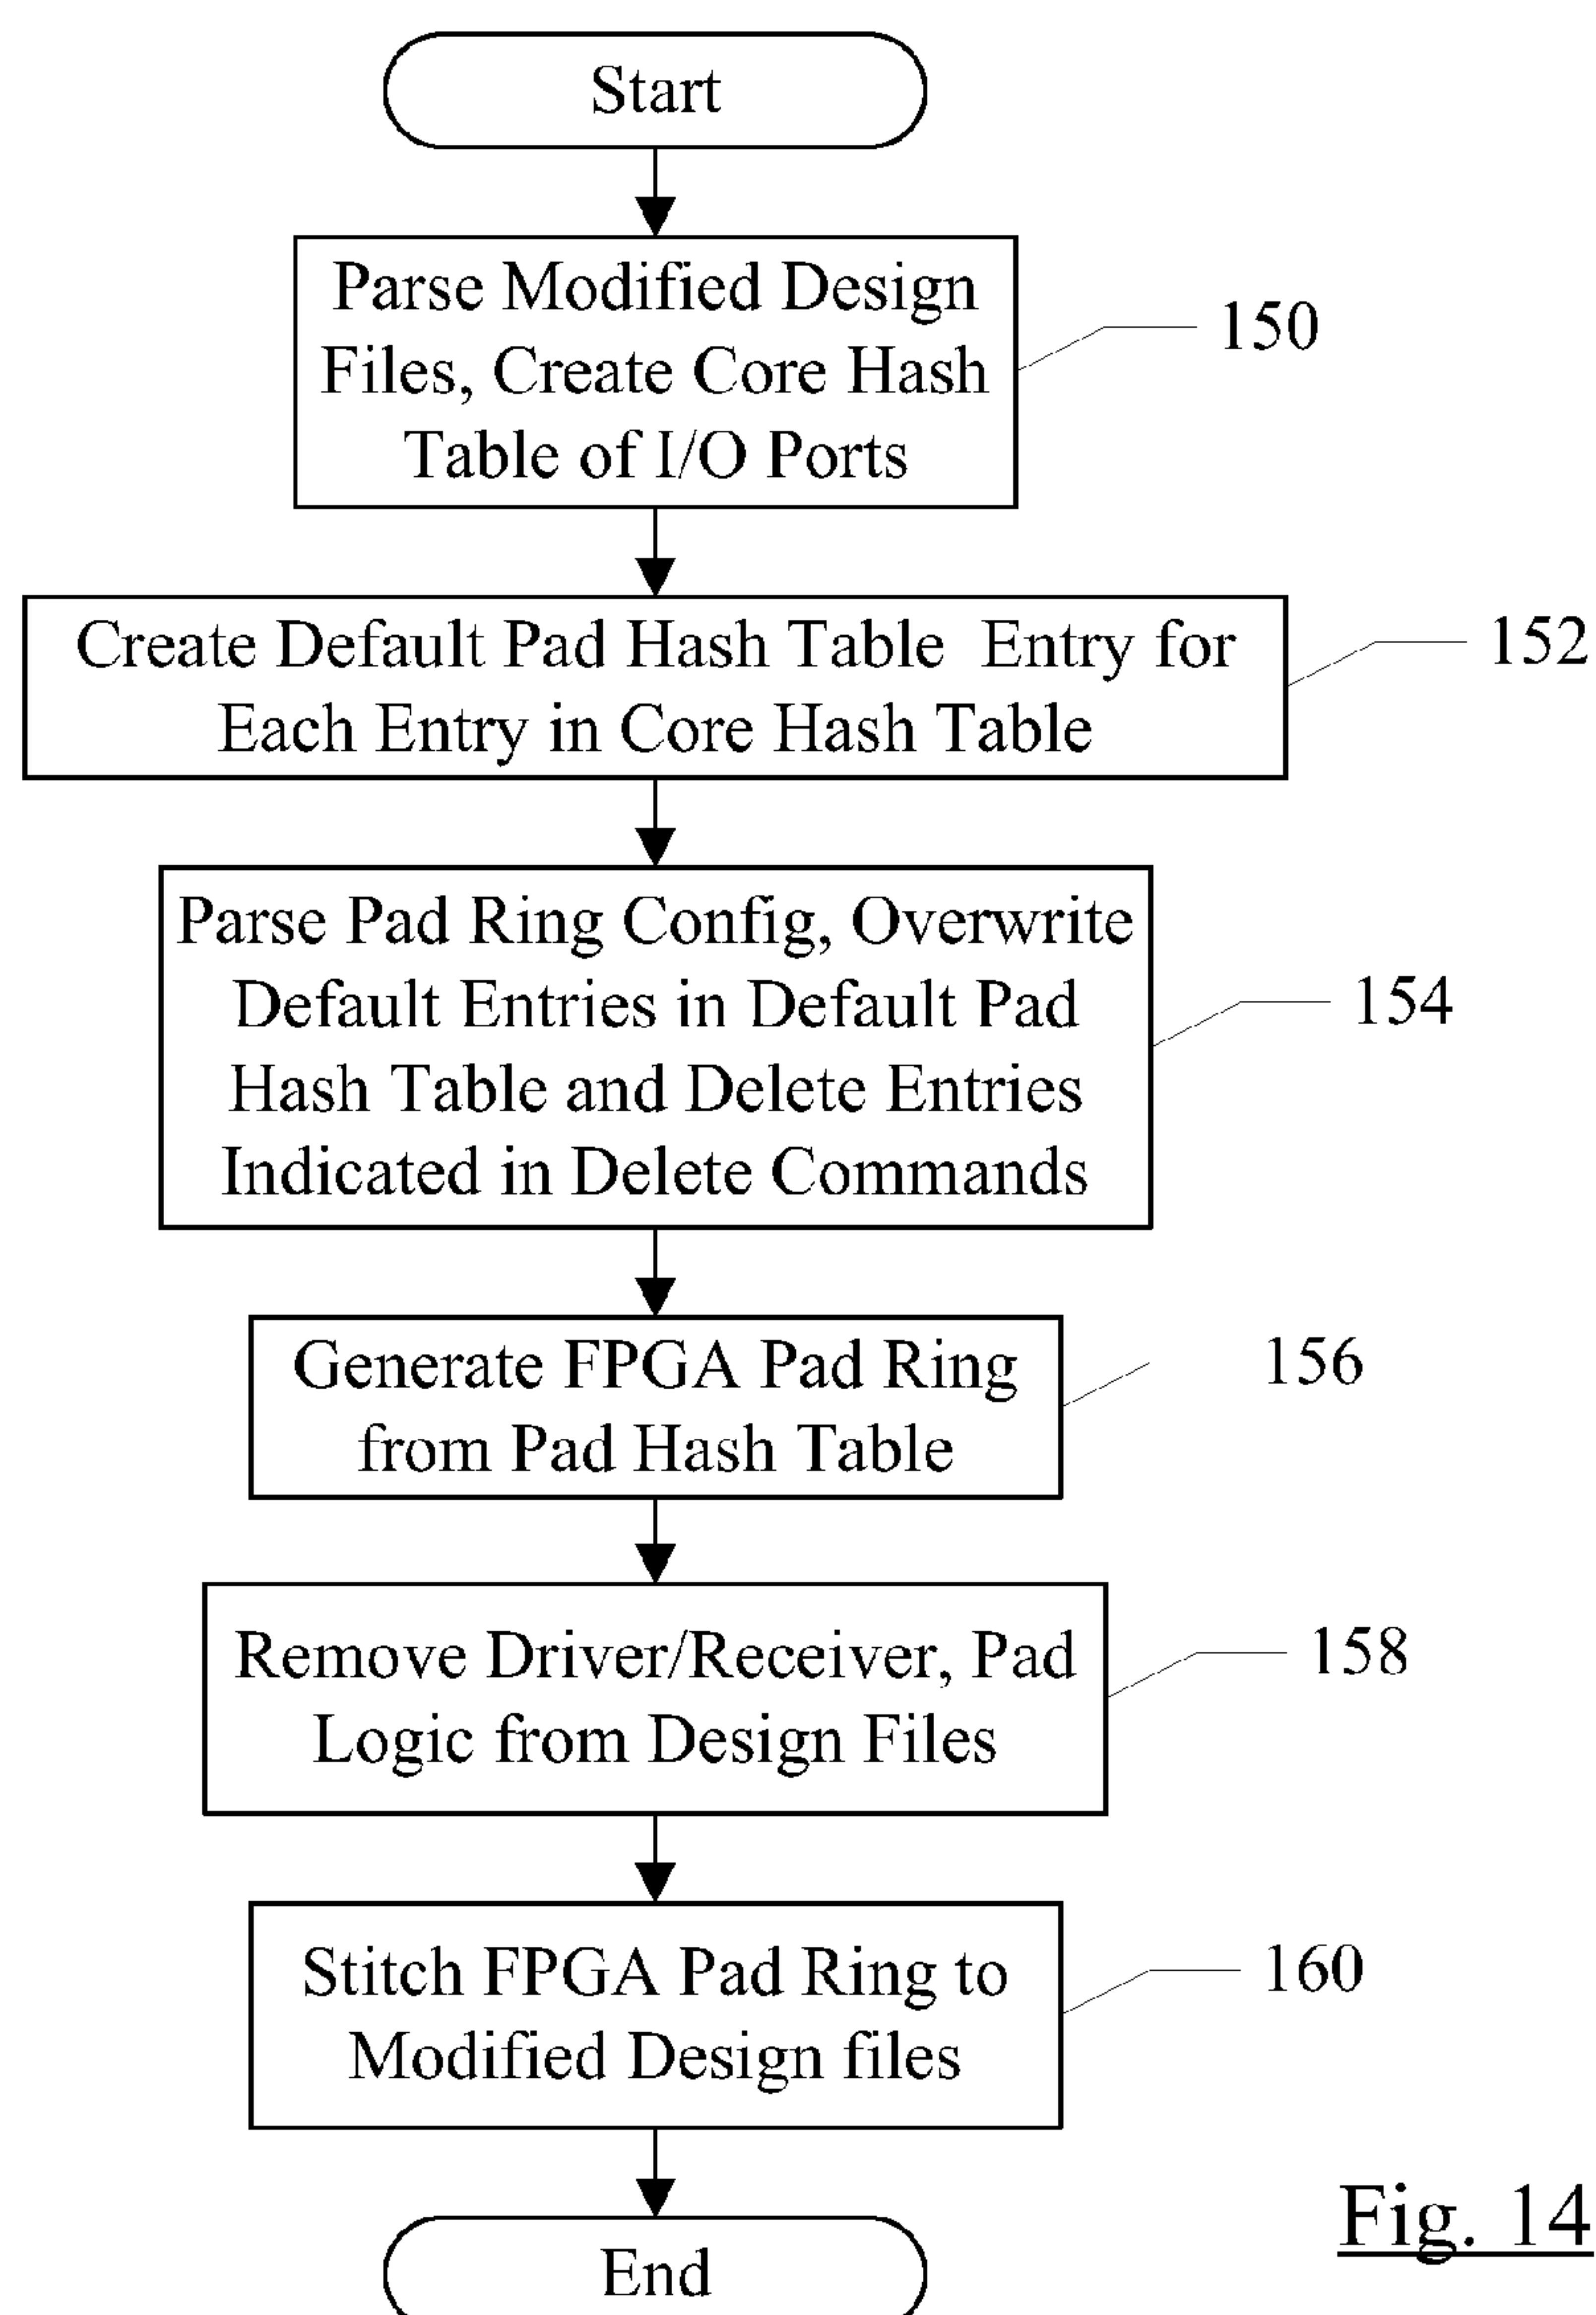 Start
Parse Modified Design
Files, Create Core Hash
Table of I/O Ports
150
Create Default Pad Hash Table Entry for
Each Entry in Core Hash Table
152
Parse Pad Ring Config, Overwrite
Default Entries in Default Pad
Hash Table and Delete Entries
Indicated in Delete Commands
154
Generate FPGA Pad Ring
from Pad Hash Table
156
Remove Driver/Receiver, Pad
Logic from Design Files
158
Stitch FPGA Pad Ring to
Modified Design files
160
End
Fig. 14